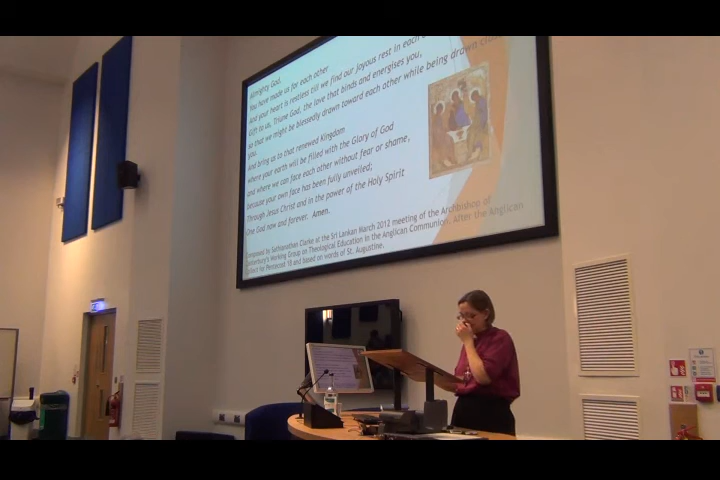 Almighty God,
You have made us for each other
And your heart is restless till we find our joyous rest in each
Gift to us, Triune God, the love that binds and energises you,
so that we might be blessedly drawn toward each other while being drawn
you.
And bring us to that renewed Kingdom
where your earth will be filled with the Glory of God
and where we can face each other without fear or shame,
because your own face has been fully unveiled;
Through Jesus Christ and in the power of the Holy Spirit
One God now and forever. Amen.
Composed by Sathianathan Clarke at the Sri Lankan March 2012 meeting of the Archbishop of
Canterbury's Working Group on Theological Education in the Anglican Communion. After the Anglican
Collect for Pentecost 18 and based on words of St. Augustine.